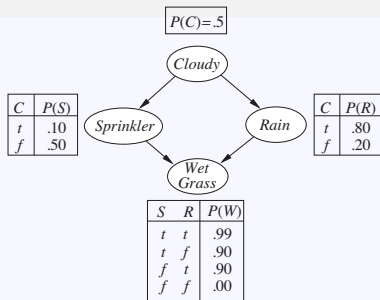 P(C)=.5
Cloudy
C P(S)
t .10
f .50
Sprinkler
Rain
C P(R)
t .80
f .20
Wet
Grass
S R P(W)
t t .99
t f .90
f t .90
f f .00